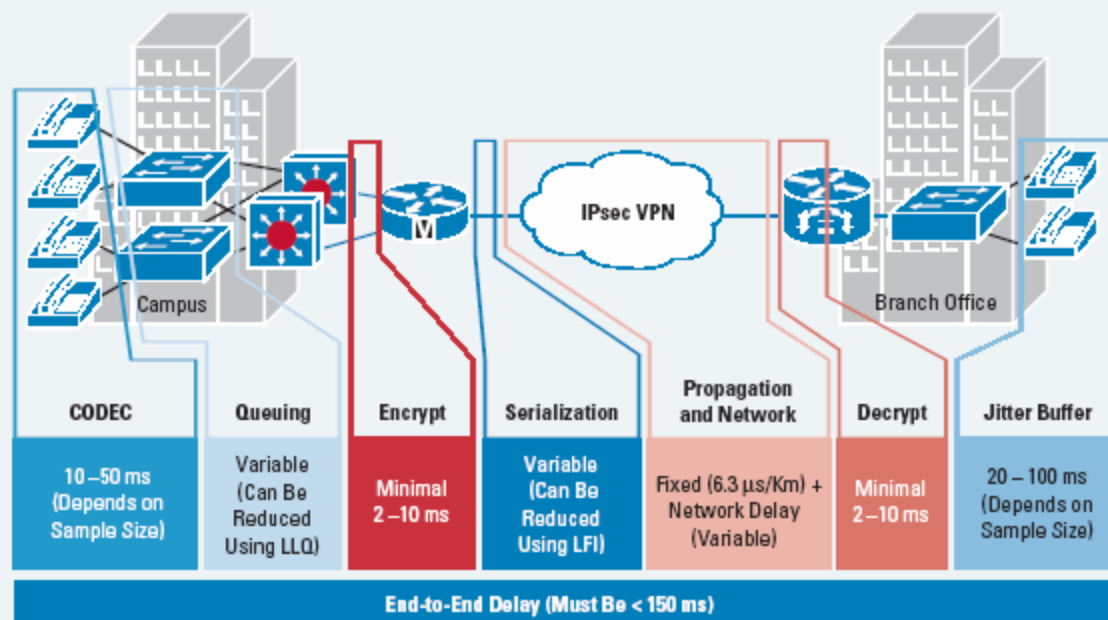 IPsec VPN
M
Campus
Branch Office
CODEC
Queuing
Encrypt
Serialization
Propagation
and Network
Decrypt
Jitter Buffer
10–50 ms
(Depends on
Sample Size)
Variable
(Can Be
Reduced
Using LLQ)
Minimal
2–10 ms
Variable
(Can Be
Reduced
Using LFI)
Fixed (6.3 μs/Km) +
Network Delay
(Variable)
Minimal
2–10 ms
20 – 100 ms
(Depends on
Sample Size)
End-to-End Delay (Must Be < 150 ms)